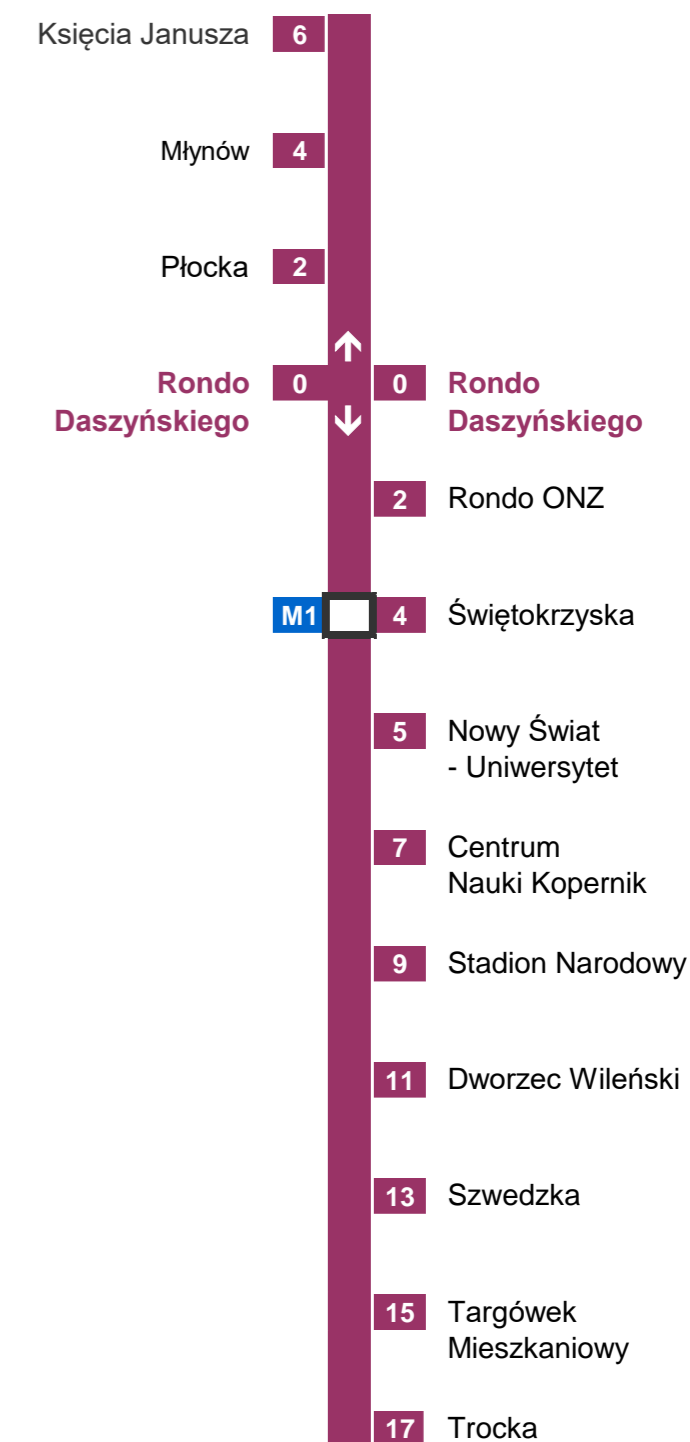 Księcia Janusza 6
Młynów 4
Płocka 2
Rondo 0 0 Rondo
Daszyńskiego Daszyńskiego
2 Rondo ONZ
M1 4 Świętokrzyska
5 Nowy Świat
- Uniwersytet
7 Centrum
Nauki Kopernik
9 Stadion Narodowy
11 Dworzec Wileński
13 Szwedzka
15 Targówek
Mieszkaniowy
17 Trocka